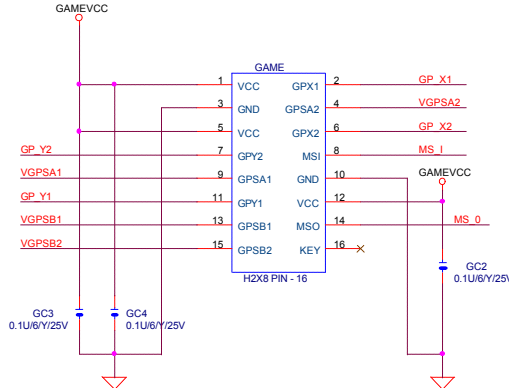 GAMEVCC
GAME
1 VCC GPX1 2 GP_X1
3 GND GPSA2 4 VGPSA2
5 VCC GPX2 6 GP_X2
GP_Y2 7 GPY2 MSI 8 MS_I
VGPSA1 9 GPSA1 GND 10 GAMEVCC
GP_Y1 11 GPY1 VCC 12
VGPSB1 13 GPSB1 MSO 14 MS_0
VGPSB2 15 GPSB2 KEY 16
H2X8 PIN - 16
GC2
0.1U/6/Y/25V
GC3 GC4
0.1U/6/Y/25V 0.1U/6/Y/25V